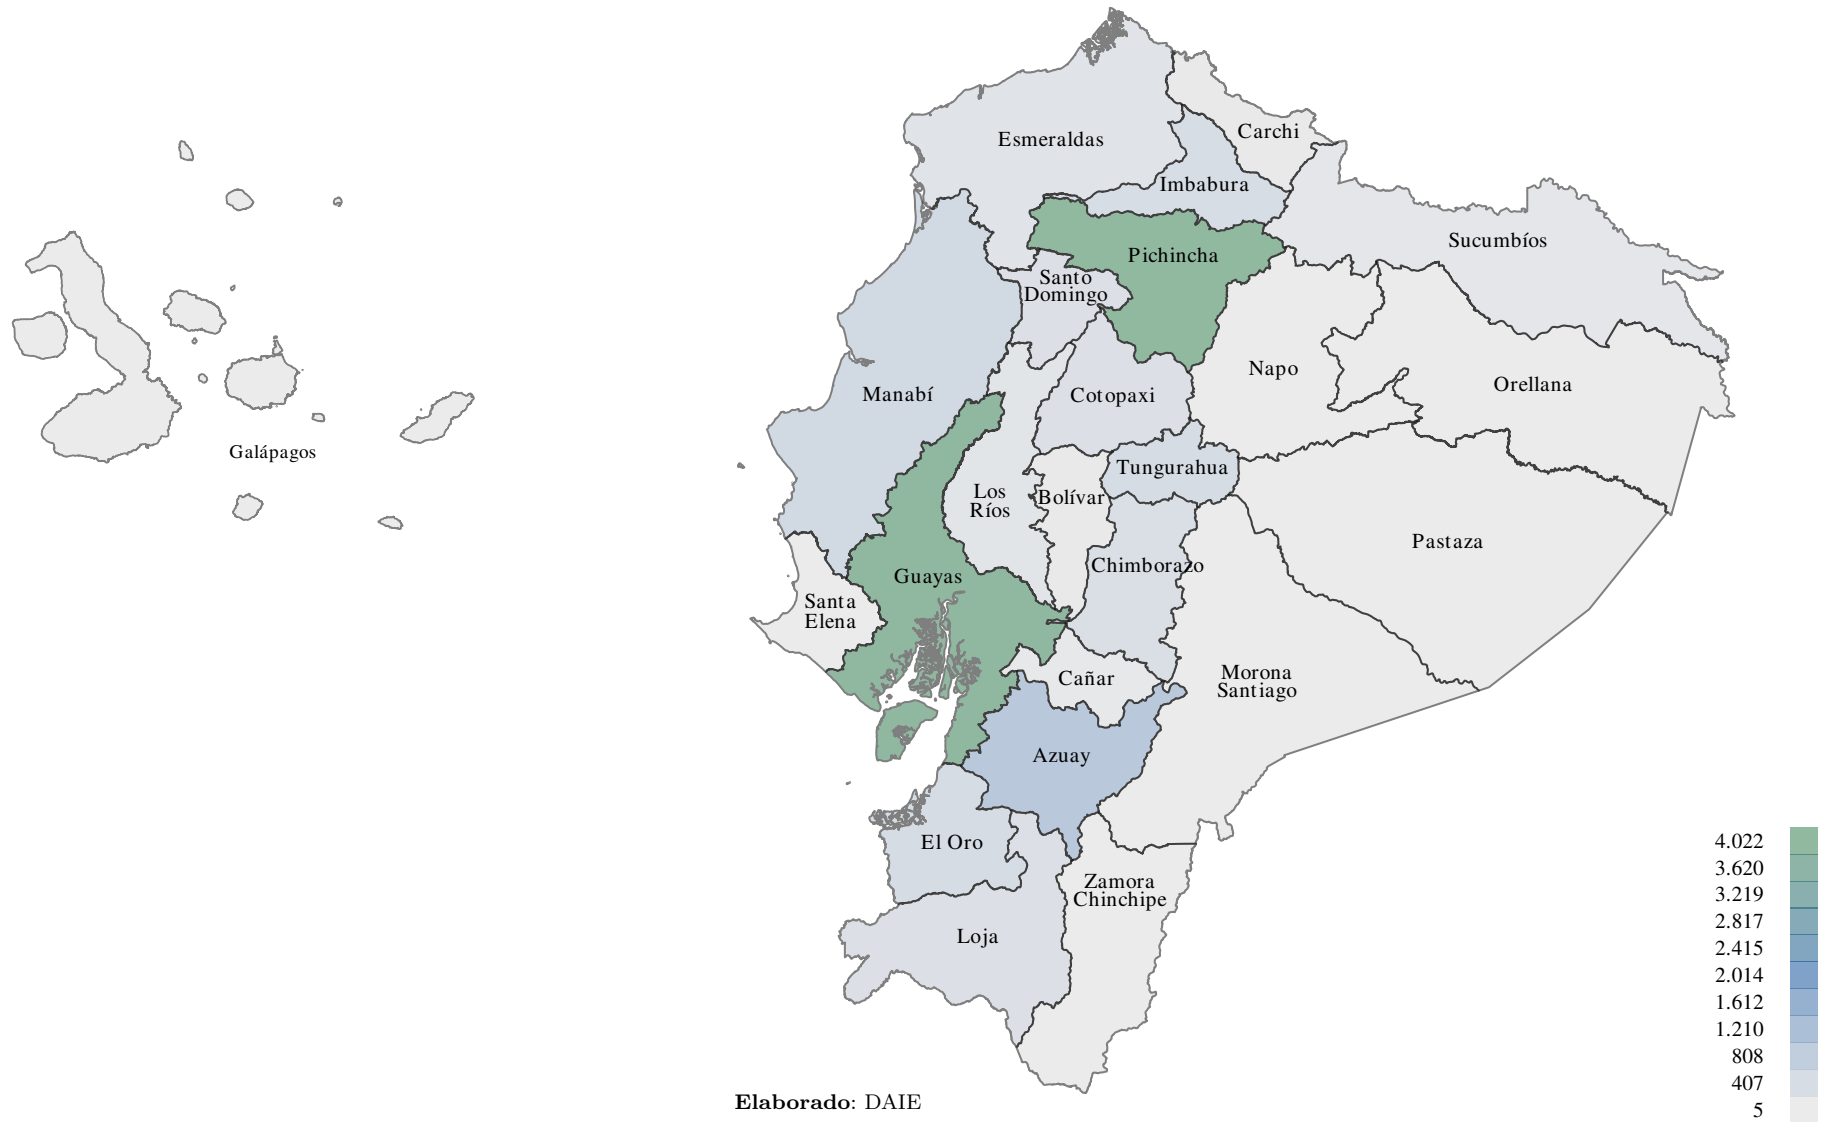 Esmeraldas
Carchi
Imbabura
Sucumbíos
Pichincha
Santo
Domingo
Manabí
Cotopaxi
Napo
Orellana
Galápagos
Tungurahua
Los
Ríos
Bolívar
Pastaza
Chimborazo
Guayas
Santa
Elena
Cañar
Morona
Santiago
Azuay
El Oro
Zamora
Chinchipe
Loja
4.022
3.620
3.219
2.817
2.415
2.014
1.612
1.210
808
407
5
Elaborado: DAIE